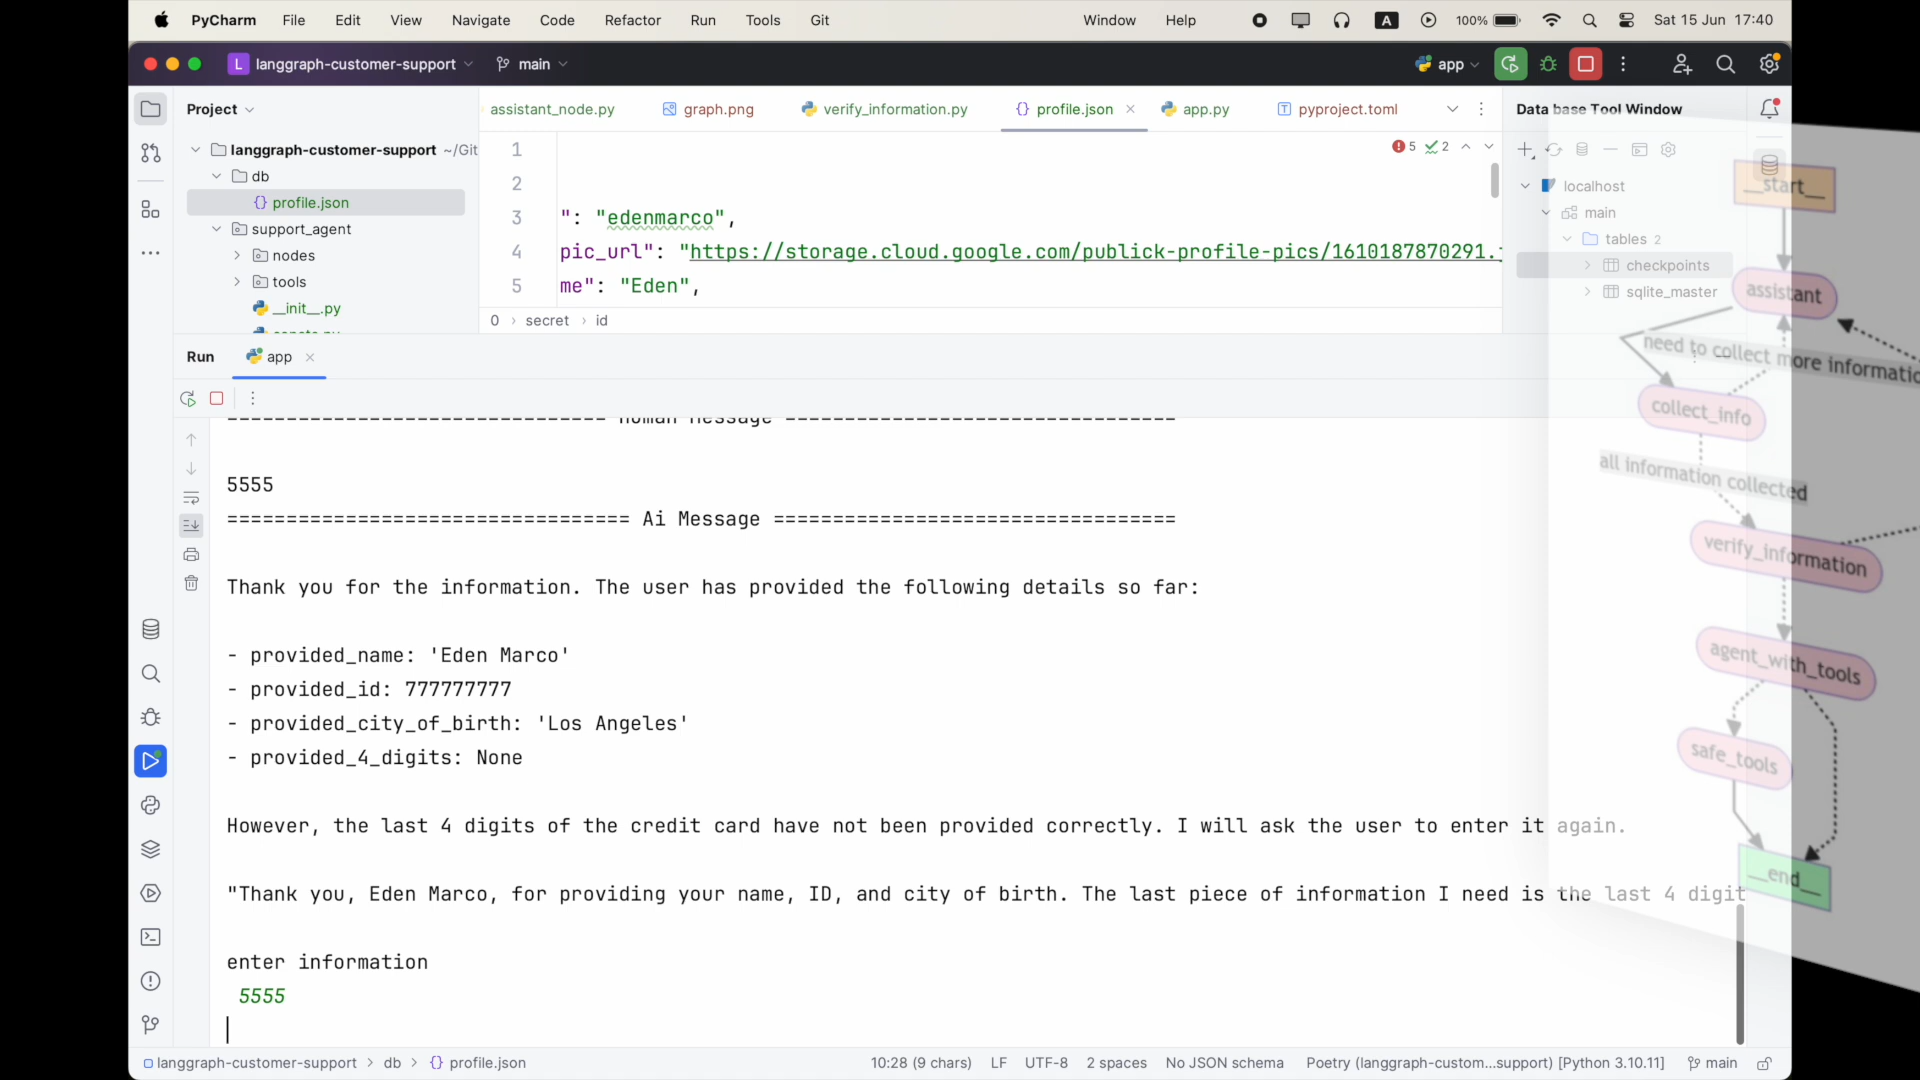 PyCharm File Edit View Navigate Code Refactor Run Tools Git Window Help A 100% Sat 15 Jun 17:40
L langgraph-customer-support main app
Project
assistant_node.py graph.png verify_information.py profile.json app.py pyproject.toml
Data base Tool Window
langgraph-customer-support ~/Git
db
profile.json
support_agent
nodes
tools
__init__.py
1
2
3 ": "edenmarco",
4 pic_url": "https://storage.cloud.google.com/publick-profile-pics/1610187870291.
5 me": "Eden",
5 2
0 › secret › id
localhost
main
tables 2
checkpoints
sqlite_master
__start__
assistant
need to collect more informatio
collect_info
all information collected
verify_information
agent_with_tools
safe_tools
__end__
Run app
Human Message
5555
================================== Ai Message ==================================
Thank you for the information. The user has provided the following details so far:
- provided_name: 'Eden Marco'
- provided_id: 777777777
- provided_city_of_birth: 'Los Angeles'
- provided_4_digits: None
However, the last 4 digits of the credit card have not been provided correctly. I will ask the user to enter it again.
"Thank you, Eden Marco, for providing your name, ID, and city of birth. The last piece of information I need is the last 4 digit
enter information
5555
langgraph-customer-support › db › profile.json 10:28 (9 chars) LF UTF-8 2 spaces No JSON schema Poetry (langgraph-custom...support) [Python 3.10.11] main